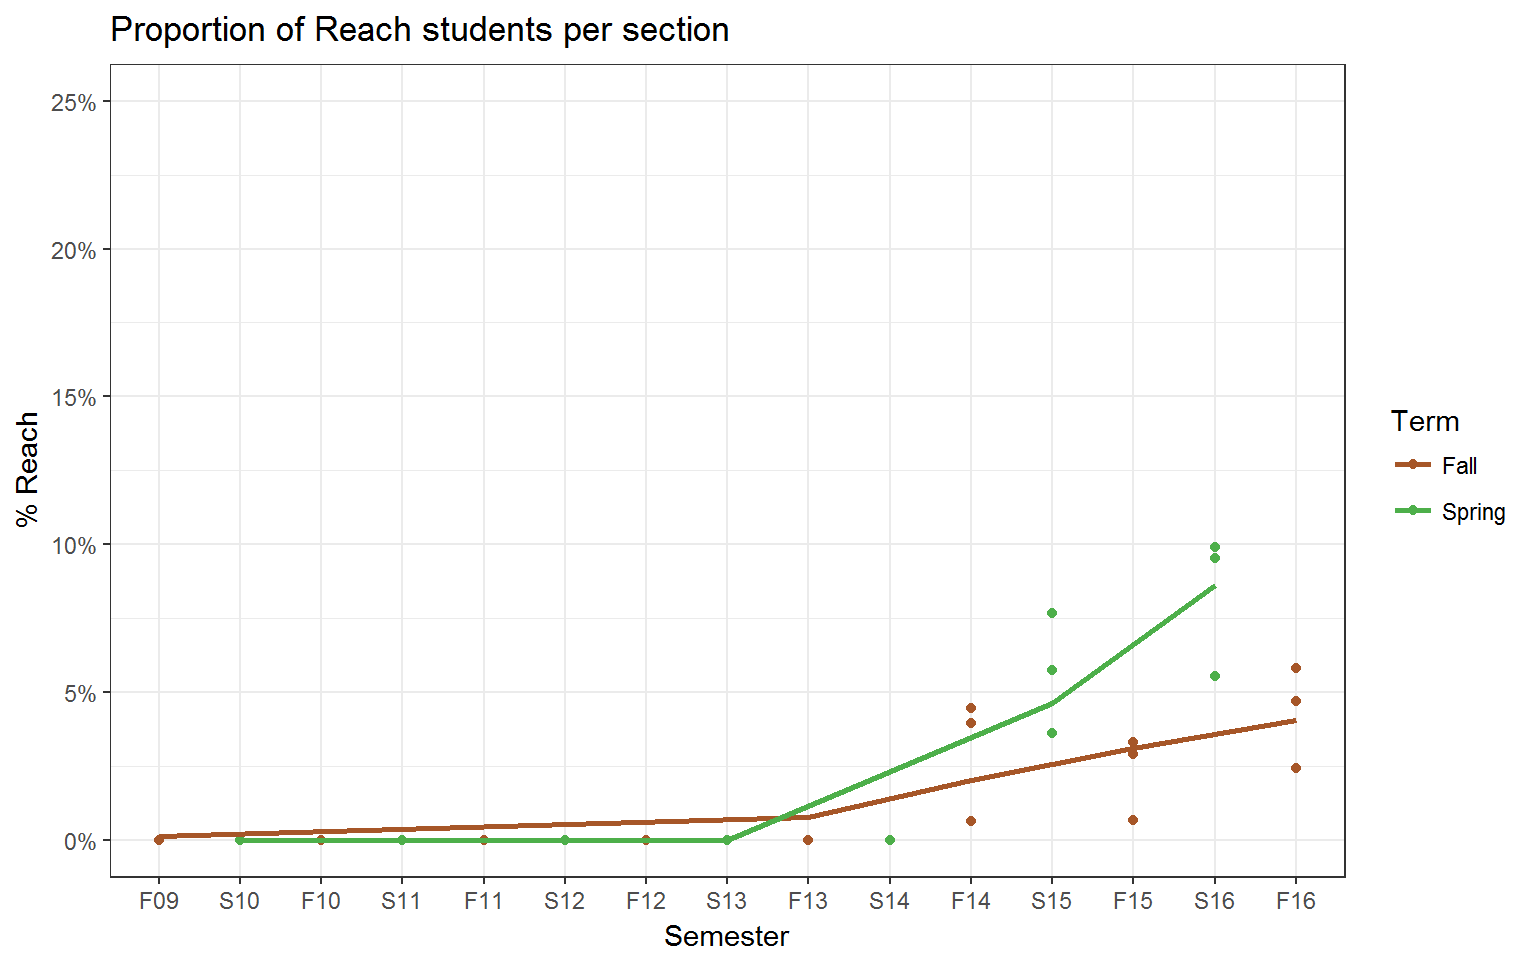 Proportion of Reach students per section
25%
20%
15%
10%
5%
0%
% Reach
F09 S10 F10 S11 F11 S12 F12 S13 F13 S14 F14 S15 F15 S16 F16
Semester
Term
Fall
Spring